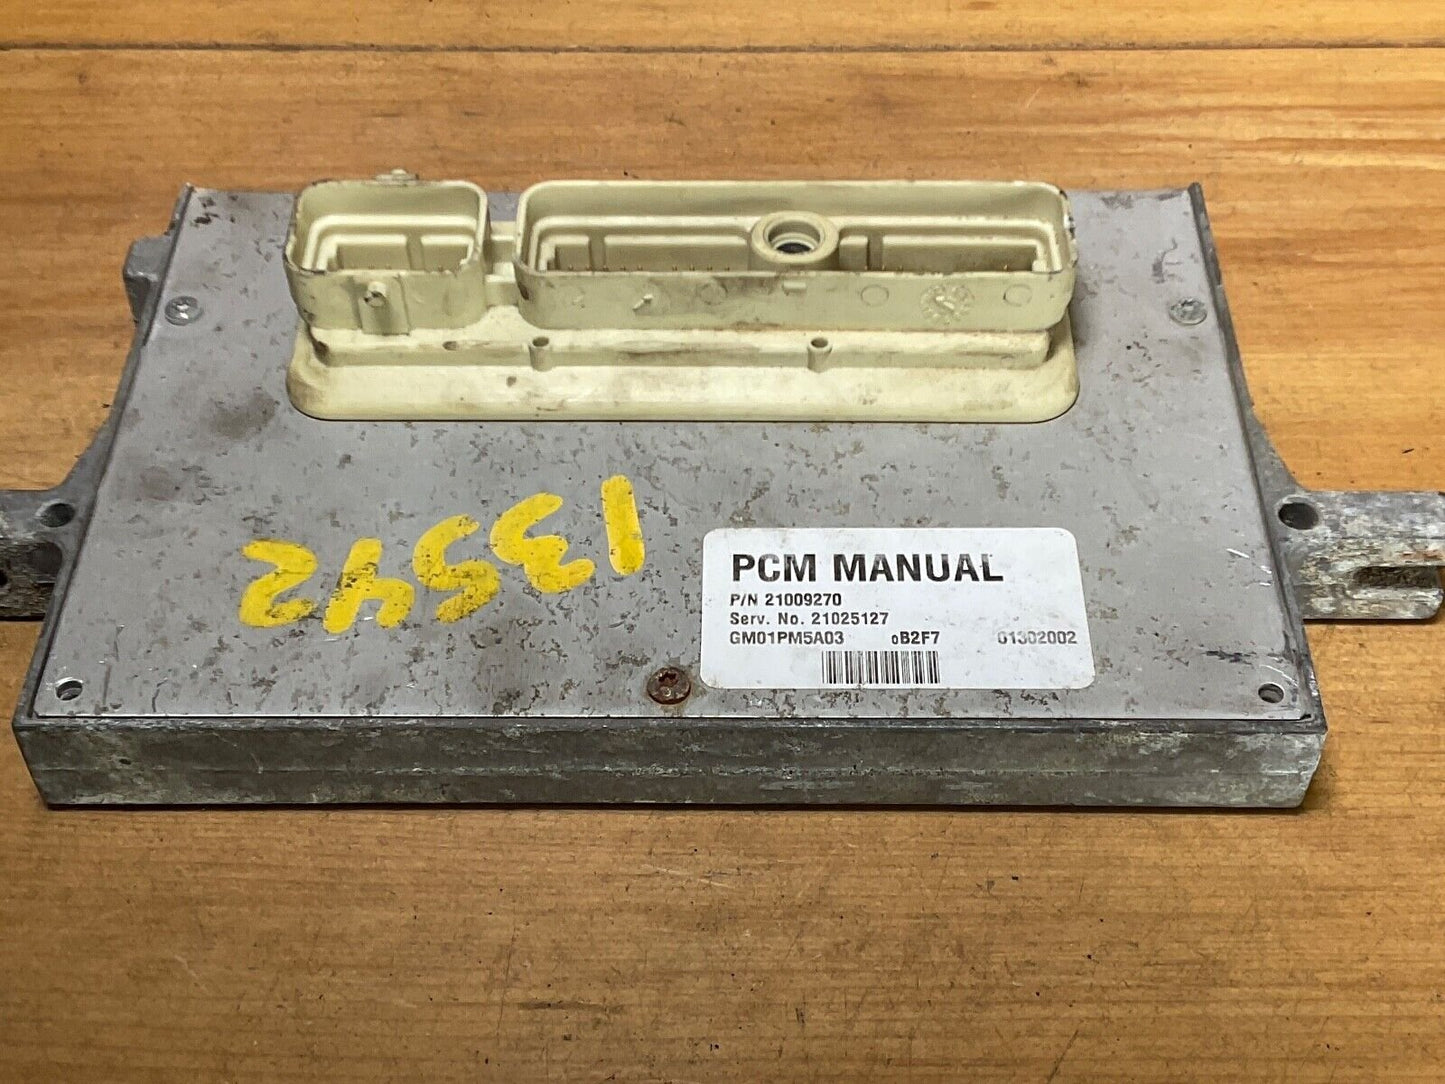 13542
PCM MANUAL
P/N 21009270
Serv. No. 21025127
GM01PM5A03 0B2F7 01302002